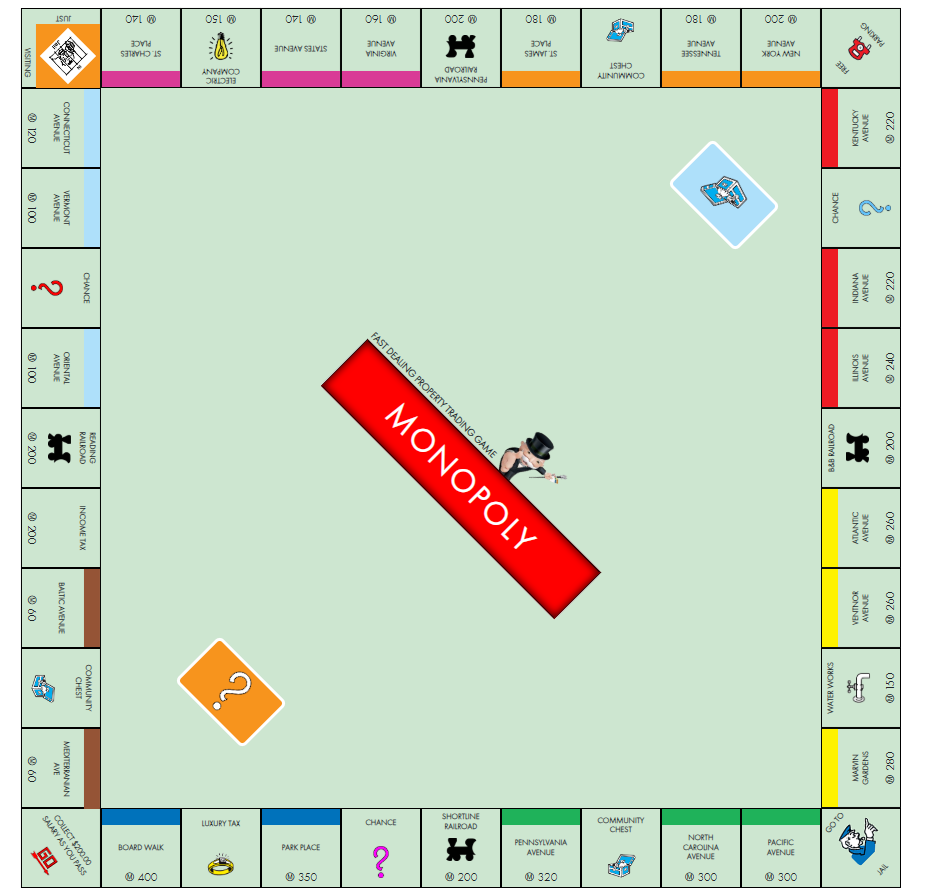 JUST
VISITING
IN
JAIL
Ⓜ 140
ST. CHARLES
PLACE
Ⓜ 150
ELECTRIC
COMPANY
Ⓜ 140
STATES AVENUE
Ⓜ 160
VIRGINIA
AVENUE
Ⓜ 200
PENNSYLVANIA
RAILROAD
Ⓜ 180
ST. JAMES
PLACE
COMMUNITY
CHEST
Ⓜ 180
TENNESSEE
AVENUE
Ⓜ 200
NEW YORK
AVENUE
FREE
PARKING
KENTUCKY
AVENUE
Ⓜ 220
CHANCE
?
INDIANA
AVENUE
Ⓜ 220
ILLINOIS
AVENUE
Ⓜ 240
B&B RAILROAD
Ⓜ 200
ATLANTIC
AVENUE
Ⓜ 260
VENTNOR
AVENUE
Ⓜ 260
WATER WORKS
Ⓜ 150
MARVIN
GARDENS
Ⓜ 280
GO TO
JAIL
PACIFIC
AVENUE
Ⓜ 300
NORTH
CAROLINA
AVENUE
Ⓜ 300
COMMUNITY
CHEST
PENNSYLVANIA
AVENUE
Ⓜ 320
SHORTLINE
RAILROAD
Ⓜ 200
CHANCE
?
PARK PLACE
Ⓜ 350
LUXURY TAX
BOARD WALK
Ⓜ 400
COLLECT $200.00
SALARY AS YOU PASS
GO
MEDITERRANIAN
AVE
Ⓜ 60
COMMUNITY
CHEST
BALTIC AVENUE
Ⓜ 60
INCOME TAX
Ⓜ 200
READING
RAILROAD
Ⓜ 200
ORIENTAL
AVENUE
Ⓜ 100
CHANCE
?
VERMONT
AVENUE
Ⓜ 100
CONNECTICUT
AVENUE
Ⓜ 120
FAST DEALING PROPERTY TRADING GAME
MONOPOLY
?